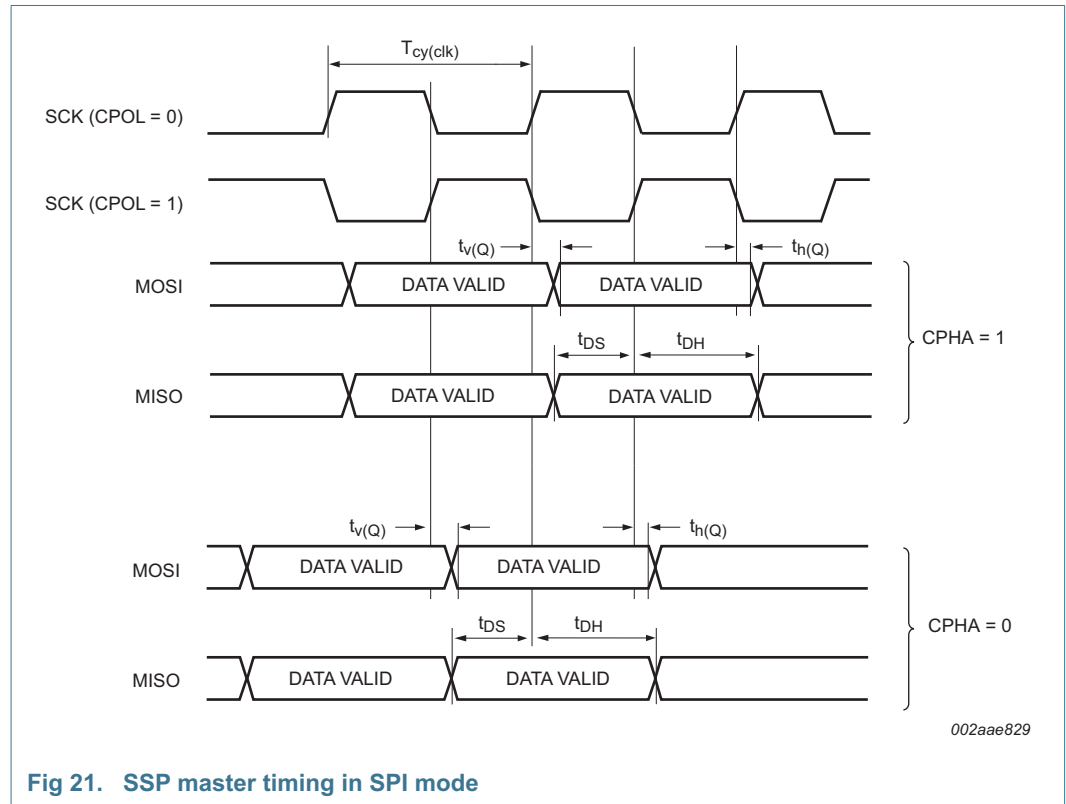 Tcy(clk)
SCK (CPOL = 0)
SCK (CPOL = 1)
tv(Q)
th(Q)
MOSI
DATA VALID
DATA VALID
tDS
tDH
CPHA = 1
MISO
DATA VALID
DATA VALID
tv(Q)
th(Q)
MOSI
DATA VALID
DATA VALID
tDS
tDH
CPHA = 0
MISO
DATA VALID
DATA VALID
002aae829
Fig 21. SSP master timing in SPI mode